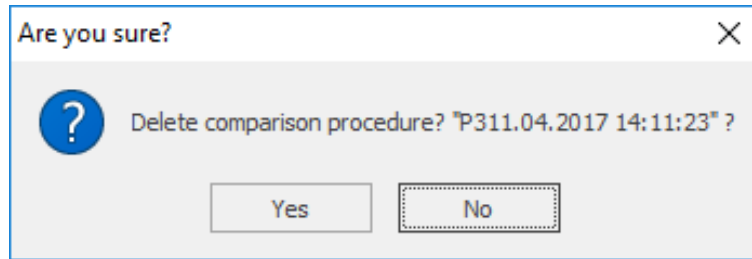 Are you sure?
Delete comparison procedure? "P311.04.2017 14:11:23" ?
Yes
No